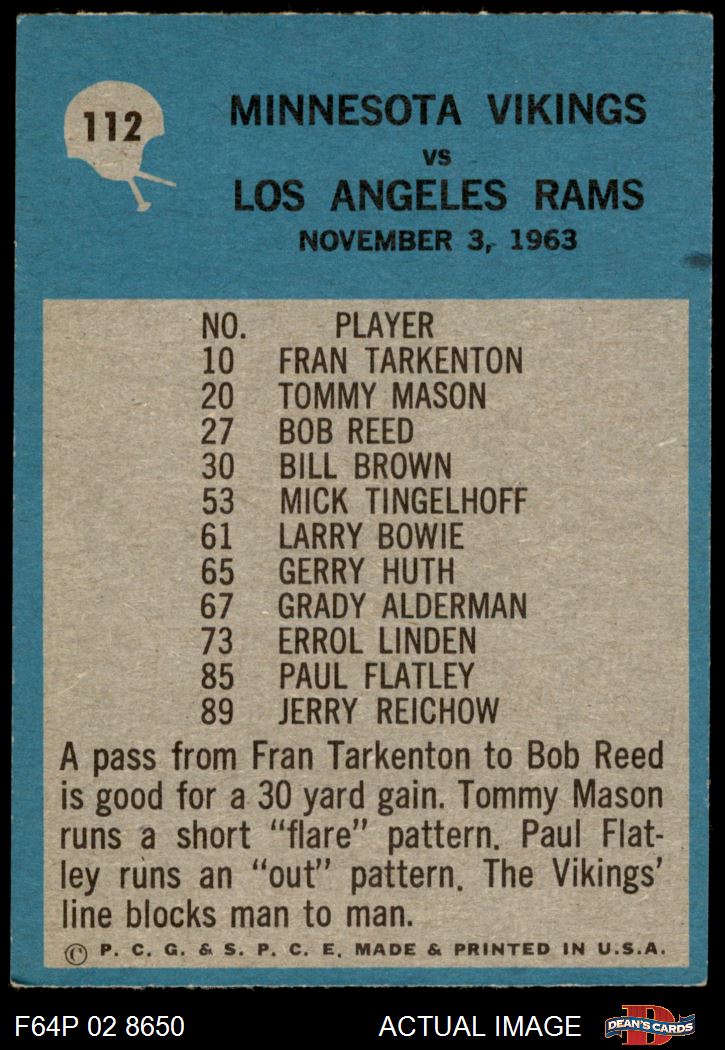 112
MINNESOTA VIKINGS
VS
LOS ANGELES RAMS
NOVEMBER 3, 1963
NO. PLAYER
10 FRAN TARKENTON
20 TOMMY MASON
27 BOB REED
30 BILL BROWN
53 MICK TINGELHOFF
61 LARRY BOWIE
65 GERRY HUTH
67 GRADY ALDERMAN
73 ERROL LINDEN
85 PAUL FLATLEY
89 JERRY REICHOW
A pass from Fran Tarkenton to Bob Reed
is good for a 30 yard gain. Tommy Mason
runs a short “flare” pattern. Paul Flat-
ley runs an “out” pattern. The Vikings’
line blocks man to man.
© P. C. G. & S. P. C. E. MADE & PRINTED IN U.S.A.
F64P 02 8650 ACTUAL IMAGE D DEAN'S CARDS